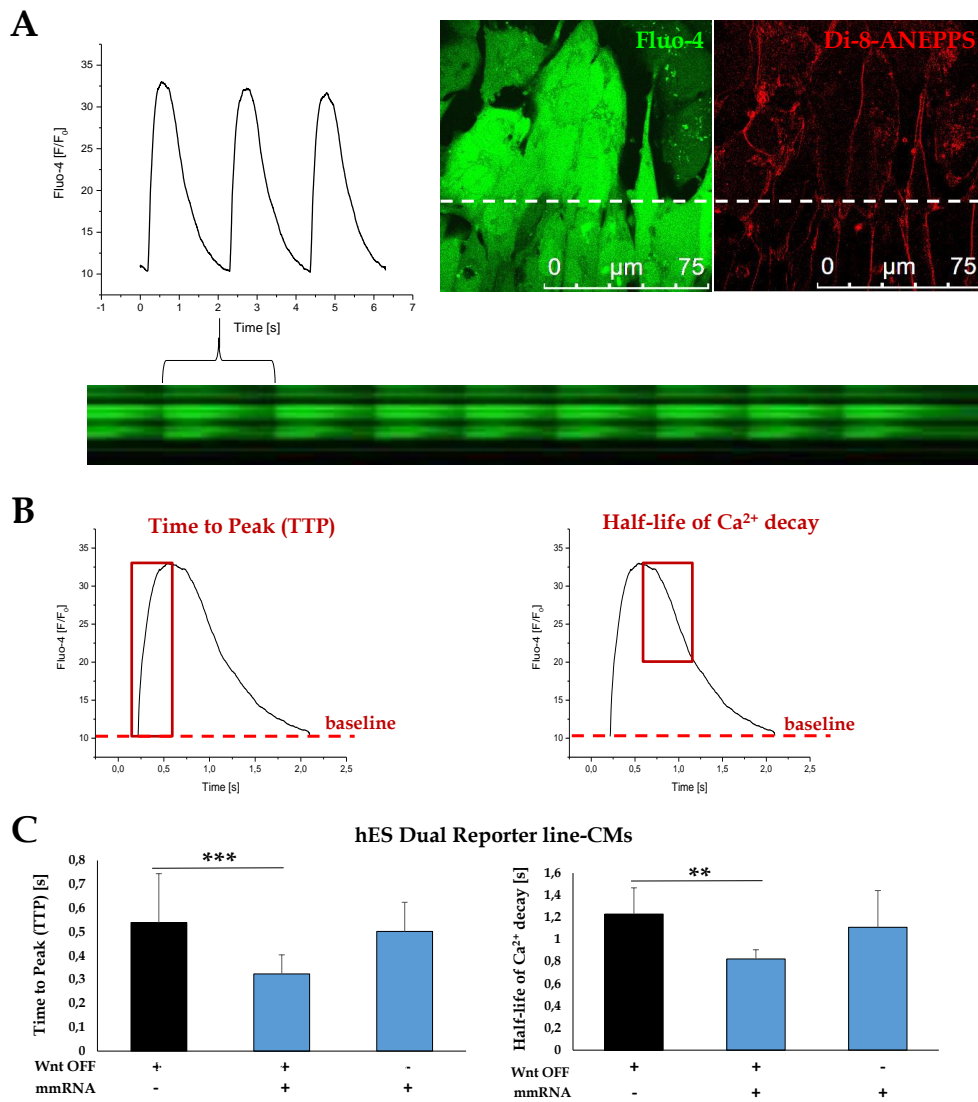 A
Fluo-4 [F/F0]
35
30
25
20
15
10
-1 0 1 2 3 4 5 6 7
Time [s]
Fluo-4
0 µm 75
Di-8-ANEPPS
0 µm 75
B
Time to Peak (TTP)
Fluo-4 [F/F0]
35
30
25
20
15
10
baseline
0,0 0,5 1,0 1,5 2,0 2,5
Time [s]
Half-life of Ca²⁺ decay
Fluo-4 [F/F0]
35
30
25
20
15
10
baseline
0,0 0,5 1,0 1,5 2,0 2,5
Time [s]
C
hES Dual Reporter line-CMs
Time to Peak (TTP) [s]
0,8
0,7
0,6
0,5
0,4
0,3
0,2
0,1
0
***
Wnt OFF + + -
mmRNA - + +
Half-life of Ca²⁺ decay [s]
1,6
1,4
1,2
1
0,8
0,6
0,4
0,2
0
**
Wnt OFF + + -
mmRNA - + +